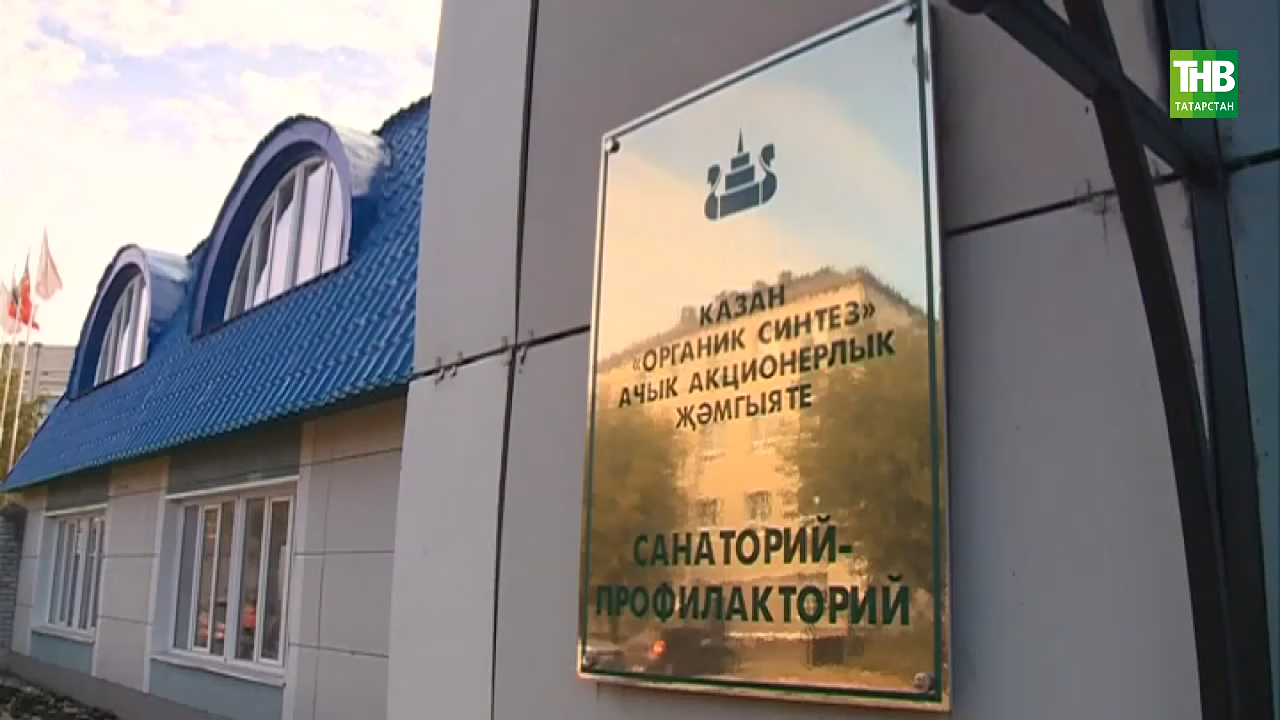 ТНВ
ТАТАРСТАН
КАЗАН
«ОРГАНИК СИНТЕЗ»
АЧЫК АКЦИОНЕРЛЫК
ҖӘМГЫЯТЕ
САНАТОРИЙ-
ПРОФИЛАКТОРИЙ